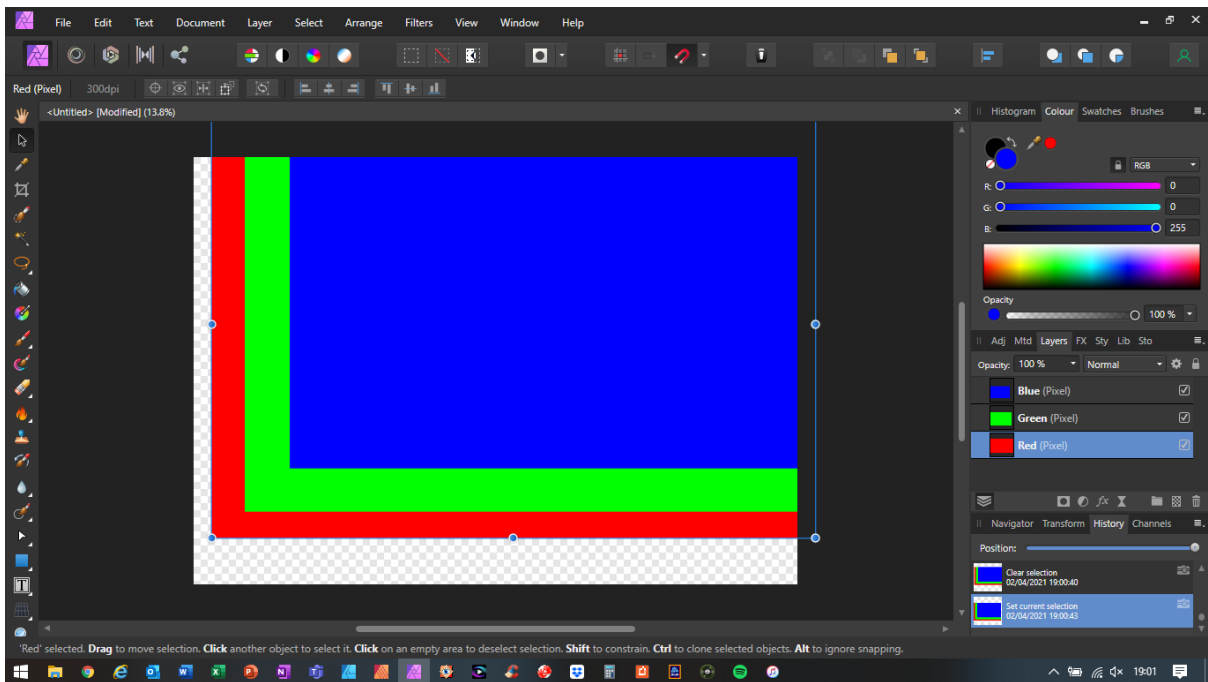 File Edit Text Document Layer Select Arrange Filters View Window Help
Red (Pixel) 300dpi
<Untitled> [Modified] (13.8%)
Histogram Colour Swatches Brushes
RGB
R: 0
G: 0
B: 255
Opacity
100 %
Adj Mtd Layers FX Sty Lib Sto
Opacity: 100 % Normal
Blue (Pixel)
Green (Pixel)
Red (Pixel)
Navigator Transform History Channels
Position:
Clear selection
02/04/2021 19:00:40
Set current selection
02/04/2021 19:00:43
'Red' selected. Drag to move selection. Click another object to select it. Click on an empty area to deselect selection. Shift to constrain. Ctrl to clone selected objects. Alt to ignore snapping.
19:01